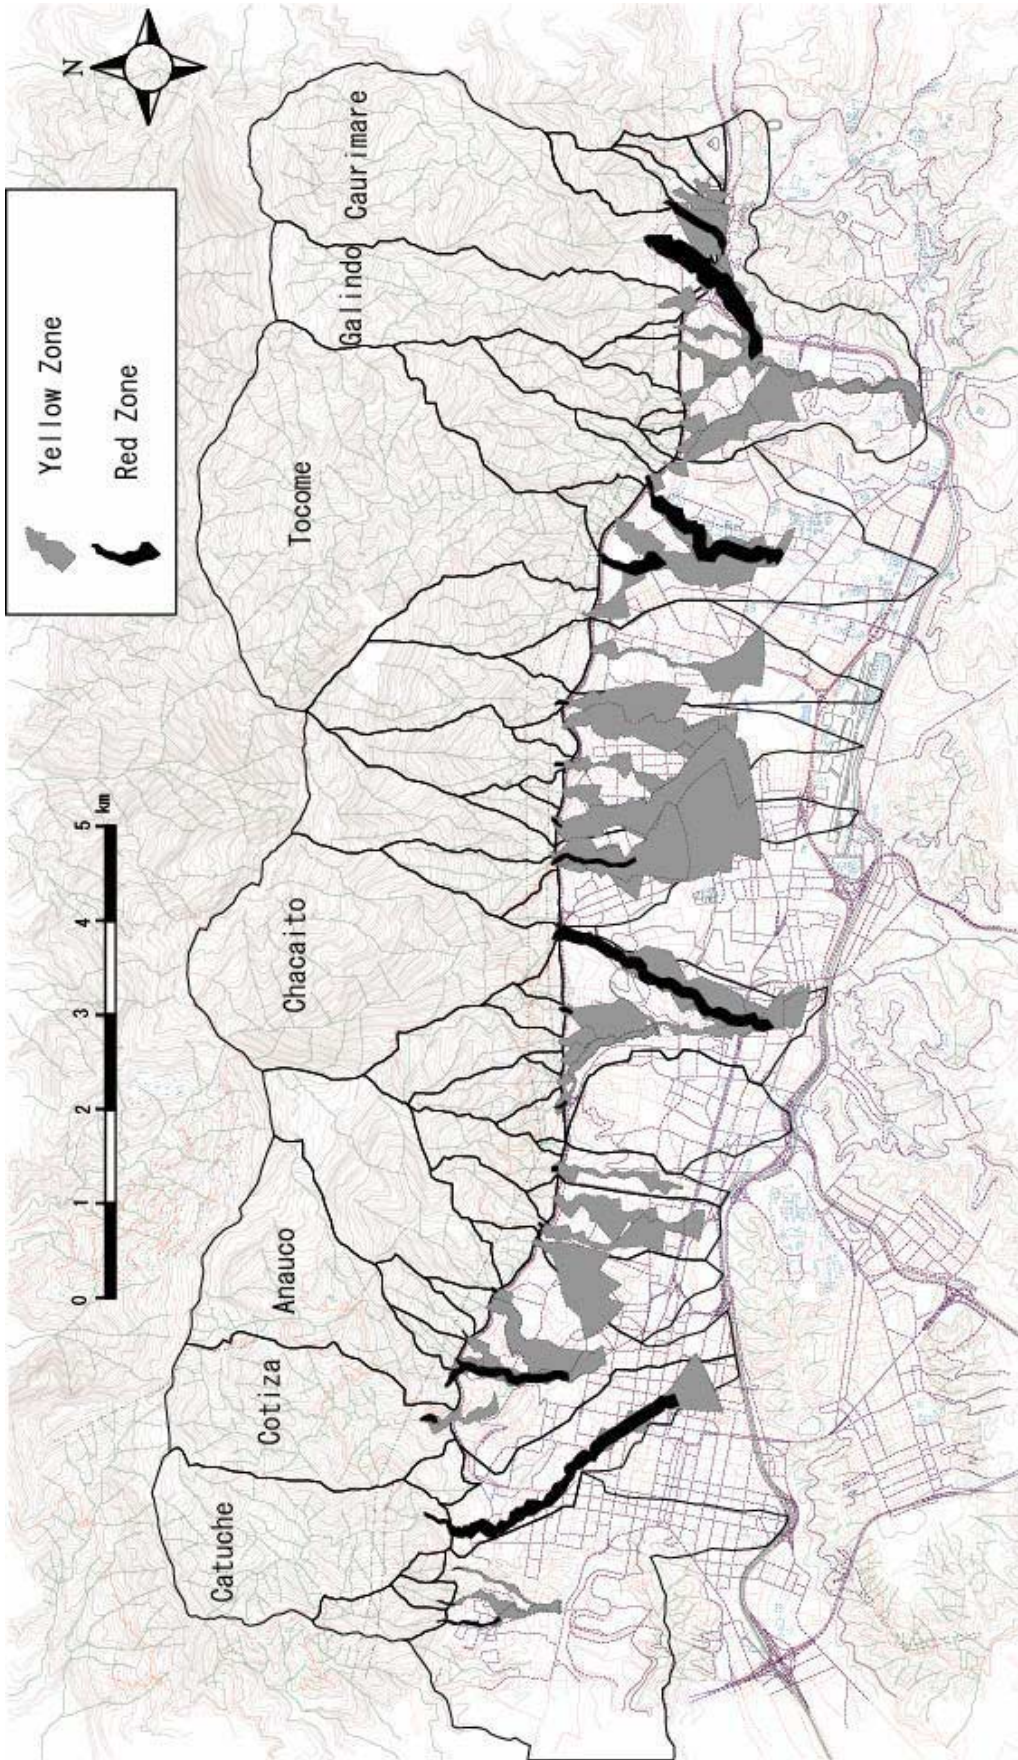 N
Yellow Zone
Red Zone
0 1 2 3 4 5 km
Catuche
Cotiza
Anauco
Chacaito
Tocome
Galindo
Caurimare